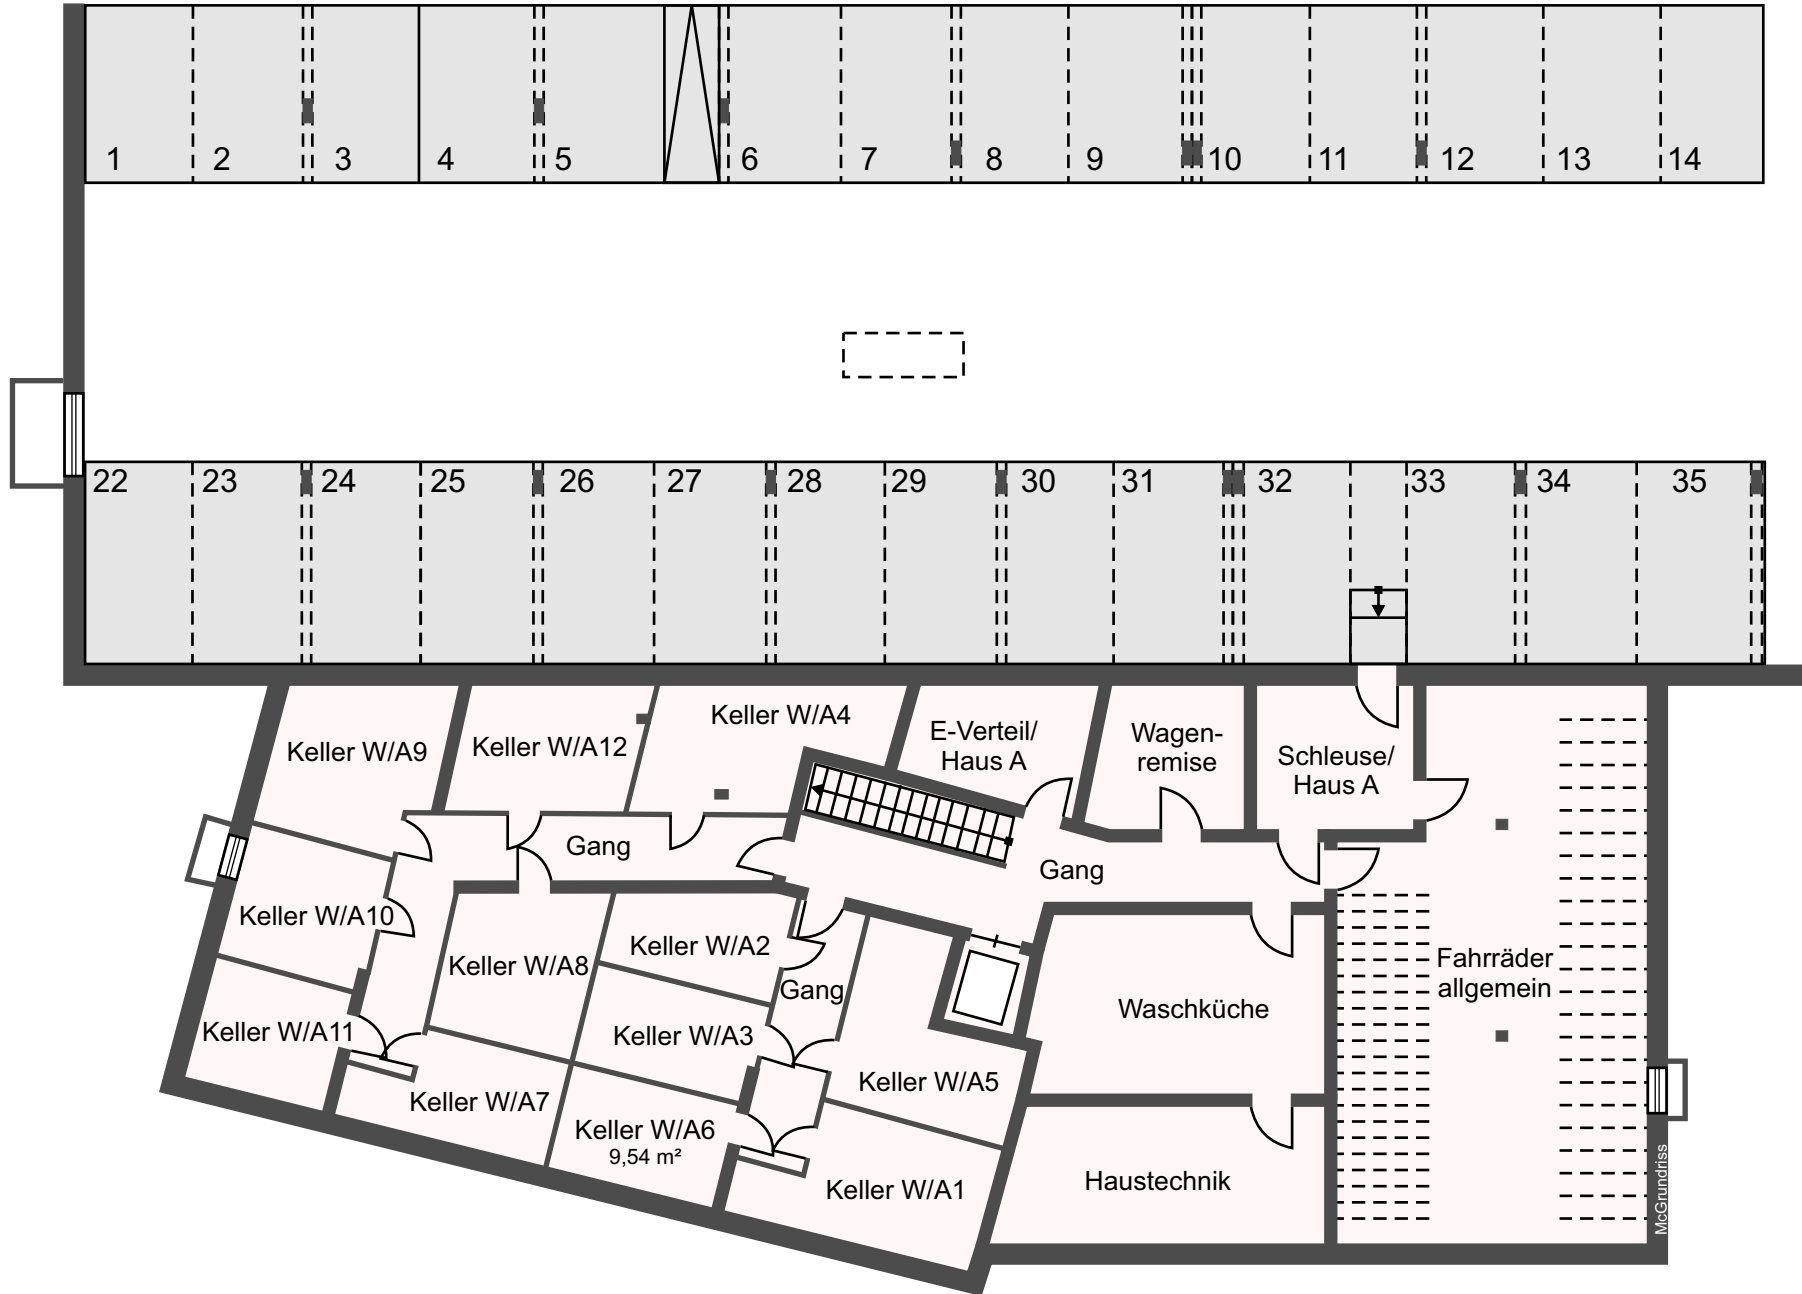 1 2 3 4 5 6 7 8 9 10 11 12 13 14
22 23 24 25 26 27 28 29 30 31 32 33 34 35
Keller W/A9
Keller W/A12
Keller W/A4
E-Verteil/
Haus A
Wagen-
remise
Schleuse/
Haus A
Gang
Gang
Keller W/A10
Keller W/A8
Keller W/A2
Gang
Fahrräder
allgemein
Waschküche
Keller W/A11
Keller W/A3
Keller W/A7
Keller W/A5
Keller W/A6
9,54 m²
Keller W/A1
Haustechnik
McGrundriss